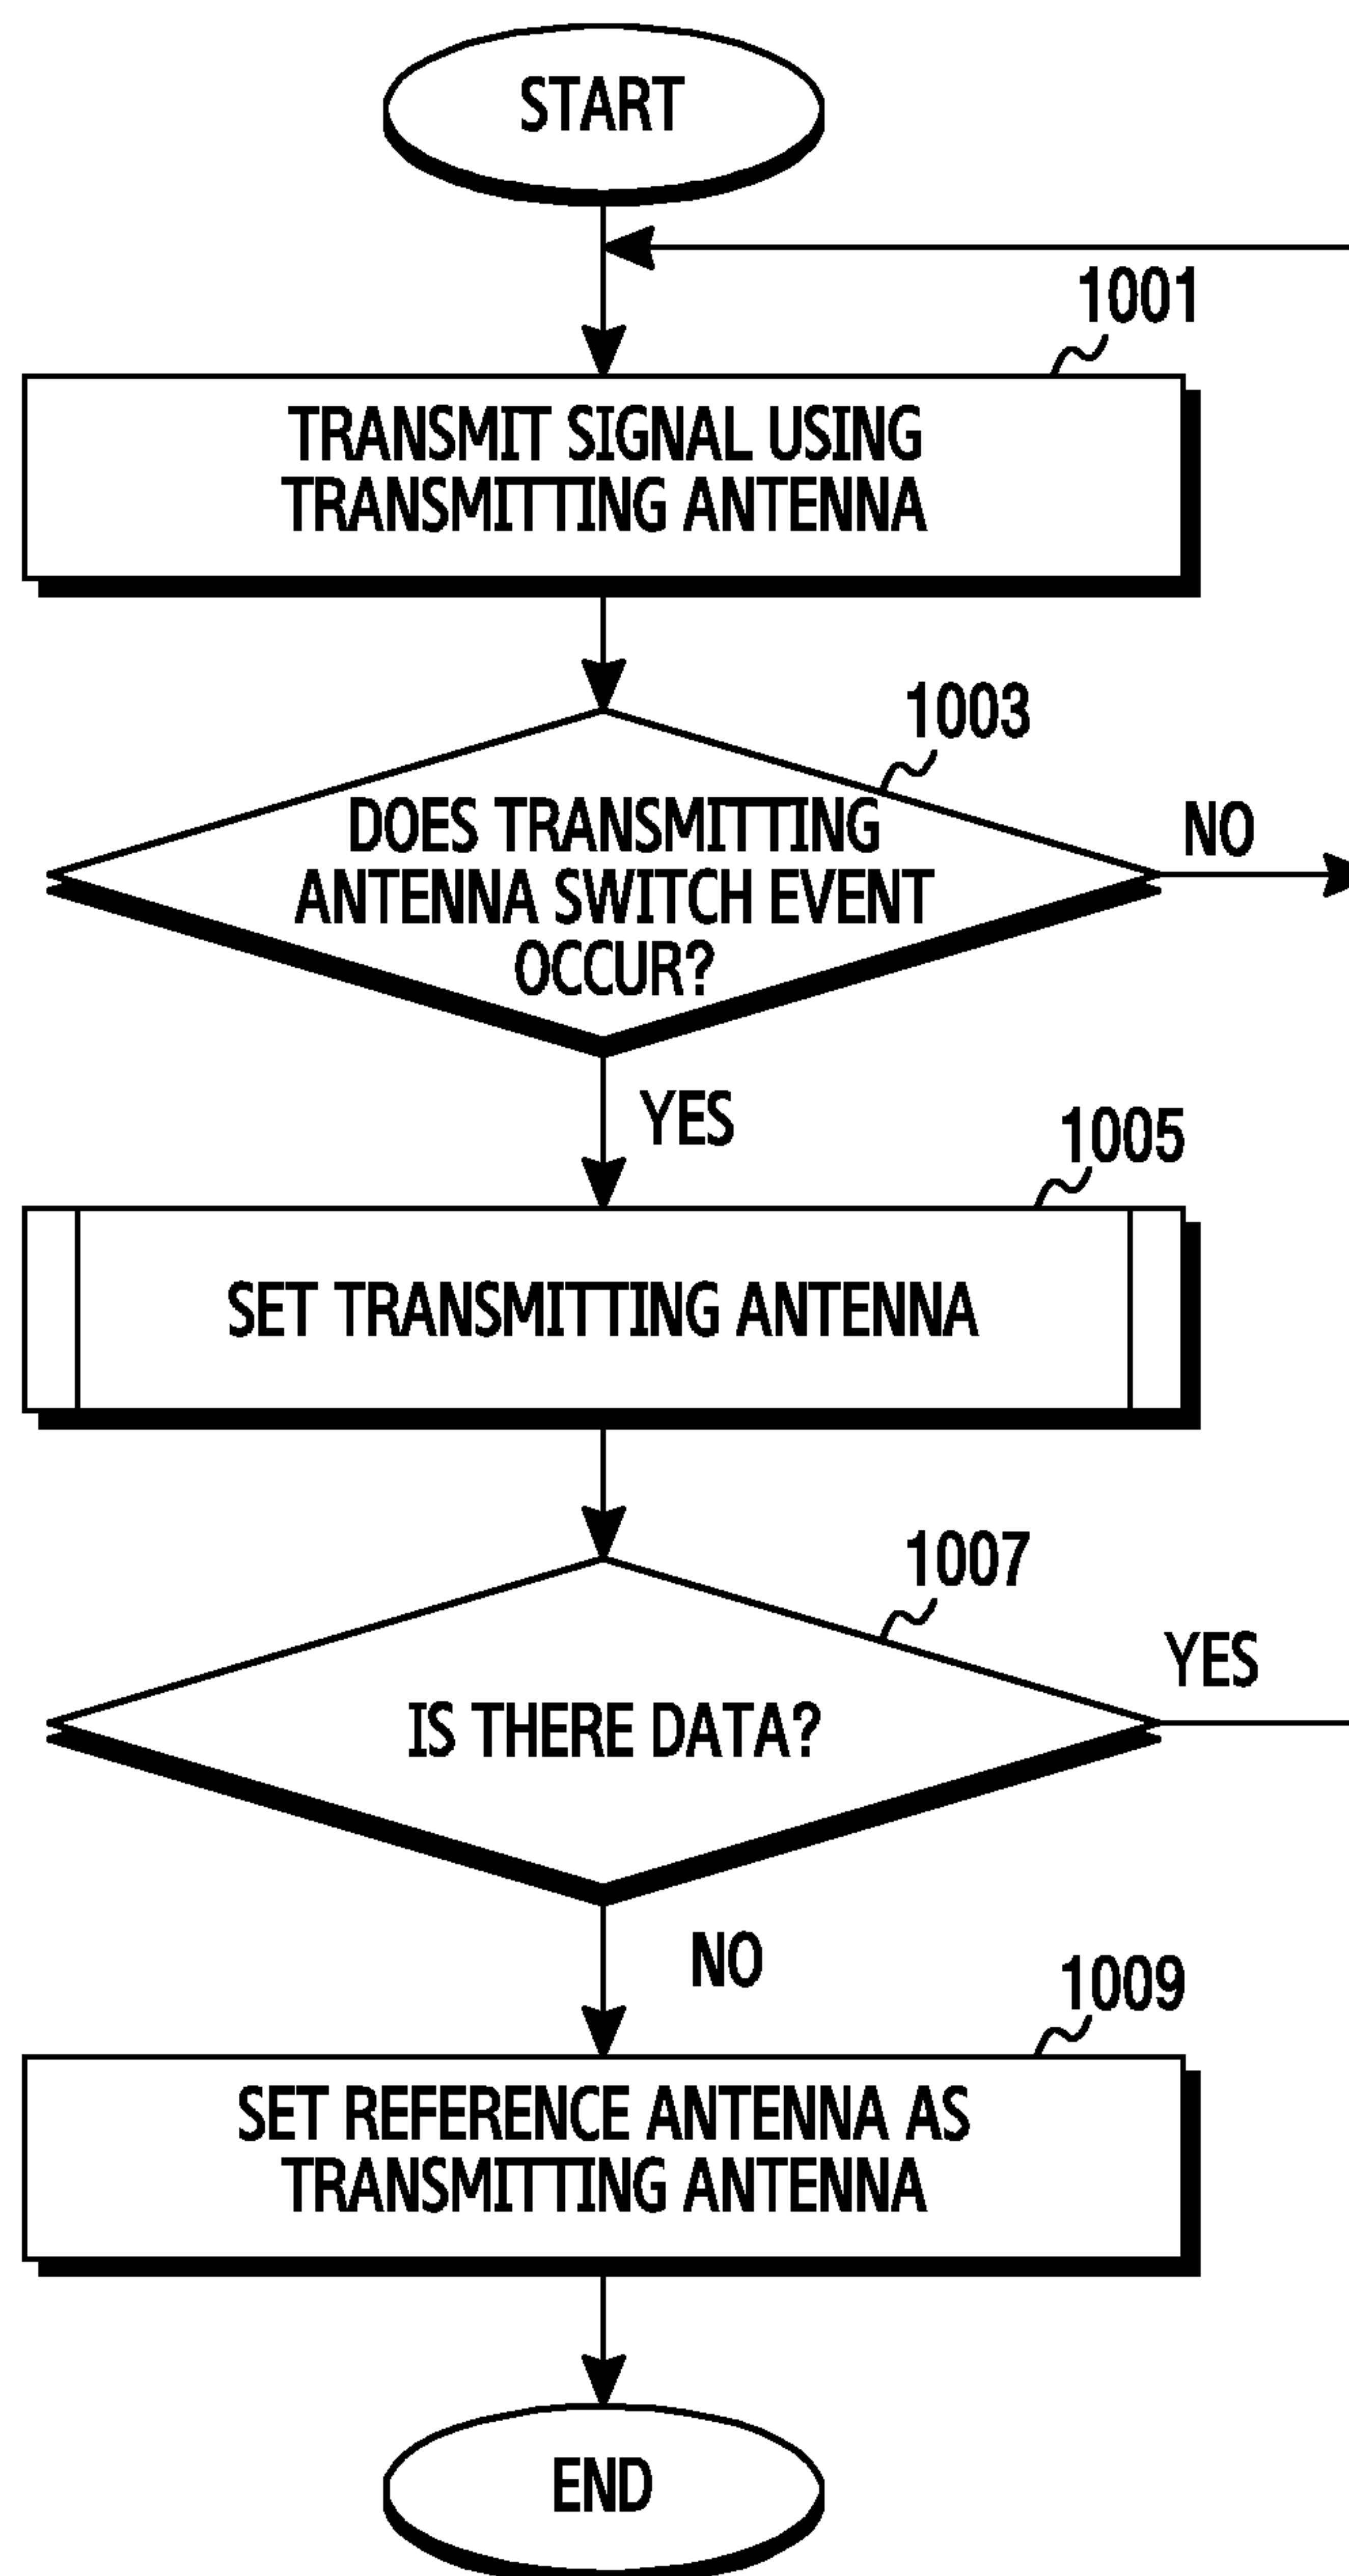 START
1001
TRANSMIT SIGNAL USING
TRANSMITTING ANTENNA
1003
DOES TRANSMITTING
ANTENNA SWITCH EVENT
OCCUR?
NO
YES
1005
SET TRANSMITTING ANTENNA
1007
IS THERE DATA?
YES
NO
1009
SET REFERENCE ANTENNA AS
TRANSMITTING ANTENNA
END